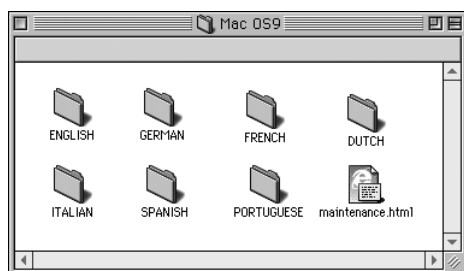 Mac OS9
ENGLISH GERMAN FRENCH DUTCH
ITALIAN SPANISH PORTUGUESE maintenance.html